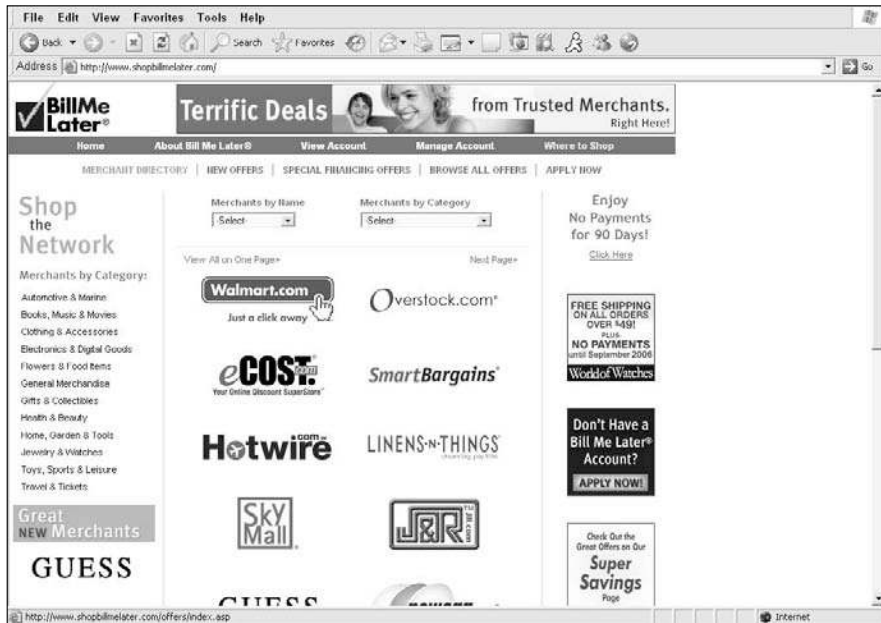 File Edit View Favorites Tools Help
Back Search Favorites
Address http://www.shopbillmelater.com/ Go
BillMe Later®
Terrific Deals from Trusted Merchants.
Right Here!
Home About Bill Me Later® View Account Manage Account Where to Shop
MERCHANT DIRECTORY | NEW OFFERS | SPECIAL FINANCING OFFERS | BROWSE ALL OFFERS | APPLY NOW
Shop
the
Network
Merchants by Category:
Automotive & Marine
Books, Music & Movies
Clothing & Accessories
Electronics & Digital Goods
Flowers & Food Items
General Merchandise
Gifts & Collectibles
Health & Beauty
Home, Garden & Tools
Jewelry & Watches
Toys, Sports & Leisure
Travel & Tickets
Great
NEW Merchants
GUESS
Merchants by Name Merchants by Category
-Select- -Select-
View All on One Page» Next Page»
Walmart.com
Just a click away
Overstock.com®
eCOST.com
Your Online Discount SuperStore™
SmartBargains®
Hotwire.com
LINENS-N-THINGS®
SkyMall®
J&R™ JR.com
GUESS
Enjoy
No Payments
for 90 Days!
Click Here
FREE SHIPPING
ON ALL ORDERS
OVER $49!
PLUS
NO PAYMENTS
until September 2006
World of Watches
Don't Have a
Bill Me Later®
Account?
APPLY NOW!
Check Out the
Great Offers on Our
Super
Savings
Page
http://www.shopbillmelater.com/offers/index.asp Internet